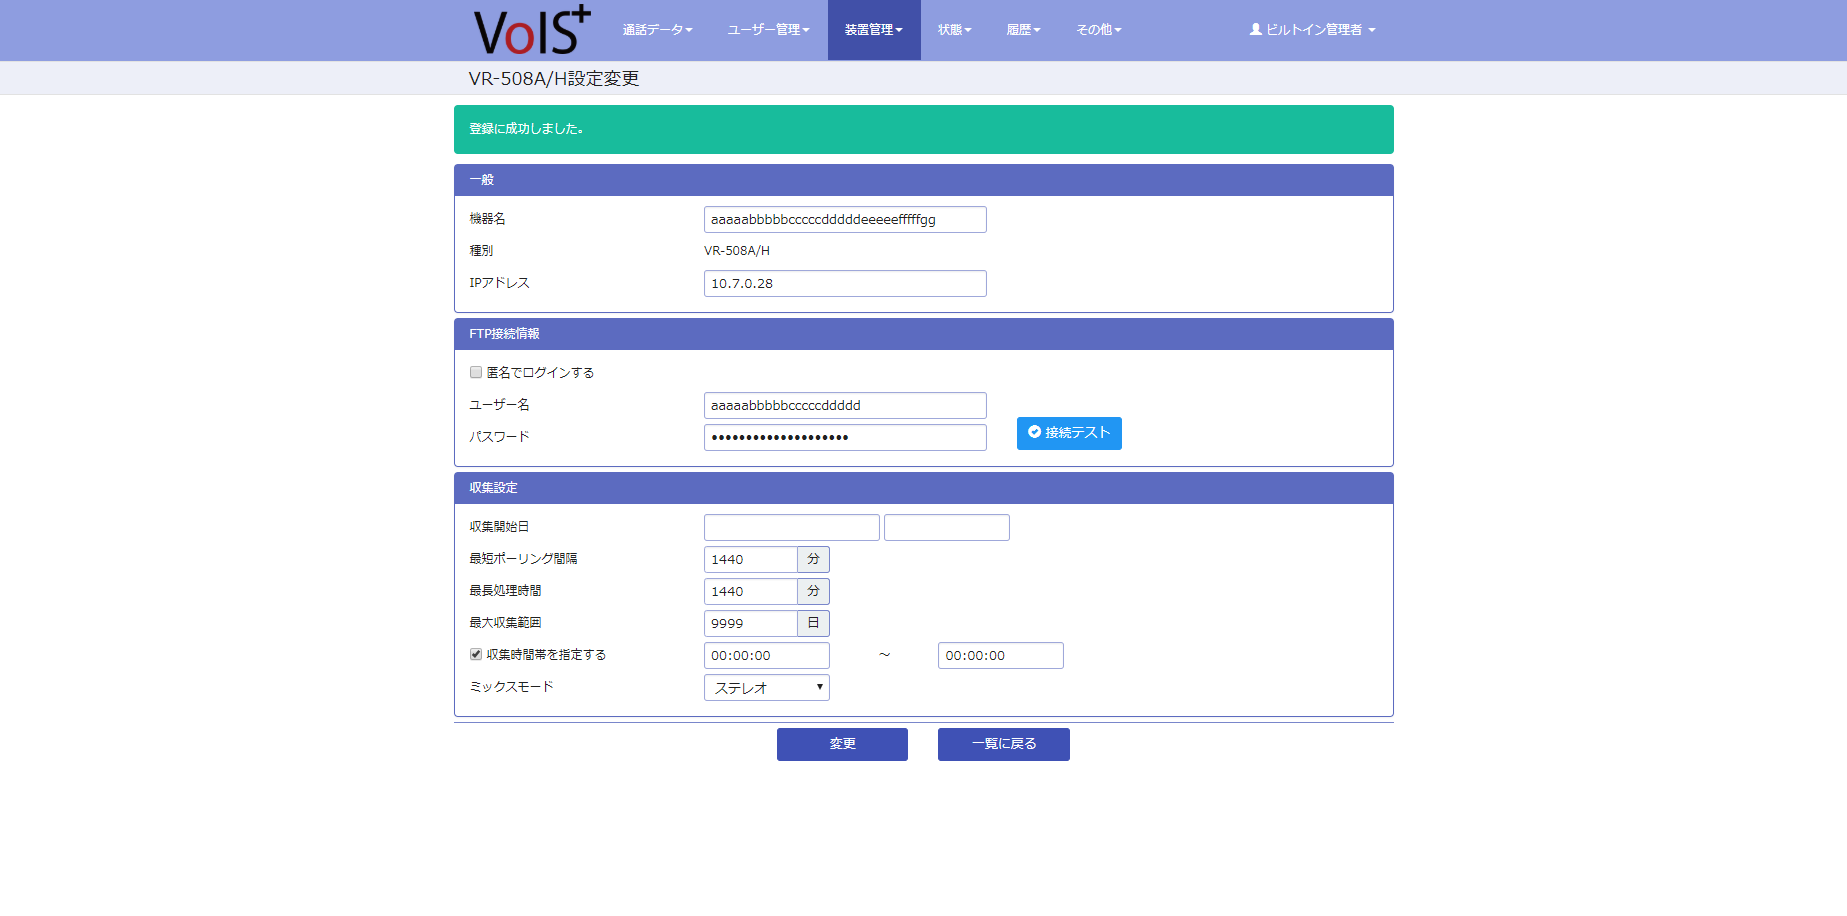 VoIS+
通話データ ユーザー管理 装置管理 状態 履歴 その他 ビルトイン管理者
VR-508A/H設定変更
登録に成功しました。
一般
機器名 aaaaabbbbbcccccdddddeeeeefffffgg
種別 VR-508A/H
IPアドレス 10.7.0.28
FTP接続情報
匿名でログインする
ユーザー名 aaaaabbbbbcccccddddd
パスワード ••••••••••••••••••••
接続テスト
収集設定
収集開始日
最短ポーリング間隔 1440 分
最長処理時間 1440 分
最大収集範囲 9999 日
収集時間帯を指定する 00:00:00 ～ 00:00:00
ミックスモード ステレオ
変更 一覧に戻る